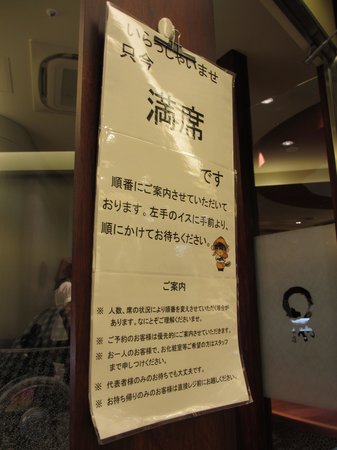 いらっしゃいませ
只今
満席
です
順番にご案内させていただいて
おります。左手のイスに手前より、
順にかけてお待ちください。
ご案内
※ 人数、席の状況により順番を変えさせていただく場合が
あります。なにとぞご理解くださいませ。
※ ご予約のお客様は優先的にご案内させていただきます。
※ お一人のお客様で、お化粧室等ご希望の方はスタッフ
まで申しつけください。
※ 代表者様のみのお待ちでも大丈夫です。
※ お持ち帰りのみのお客様は直接レジ前にお越しください。